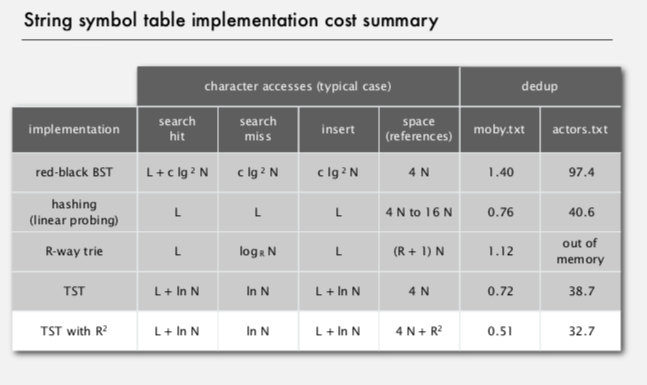 String symbol table implementation cost summary
character accesses (typical case) dedup
implementation search hit search miss insert space (references) moby.txt actors.txt
red-black BST L + c lg ² N c lg ² N c lg ² N 4 N 1.40 97.4
hashing (linear probing) L L L 4 N to 16 N 0.76 40.6
R-way trie L log R N L (R + 1) N 1.12 out of memory
TST L + ln N ln N L + ln N 4 N 0.72 38.7
TST with R² L + ln N ln N L + ln N 4 N + R² 0.51 32.7